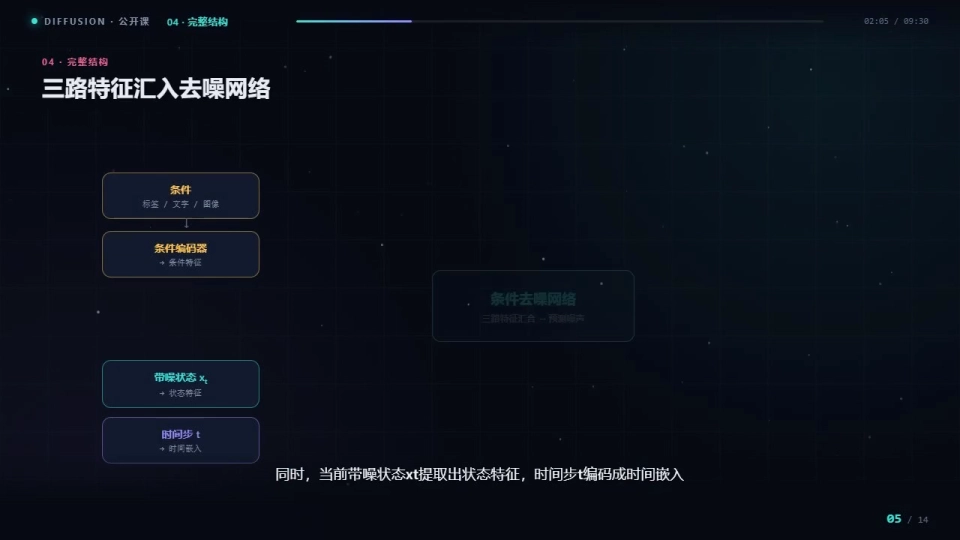 DIFFUSION · 公开课 04 · 完整结构 02:05 / 09:30
04 · 完整结构
三路特征汇入去噪网络
条件
标签 / 文字 / 图像
↓
条件编码器
→ 条件特征
条件去噪网络
三路特征汇合 → 预测噪声
带噪状态 xt
→ 状态特征
时间步 t
→ 时间嵌入
同时，当前带噪状态xt提取出状态特征，时间步t编码成时间嵌入
05 / 14